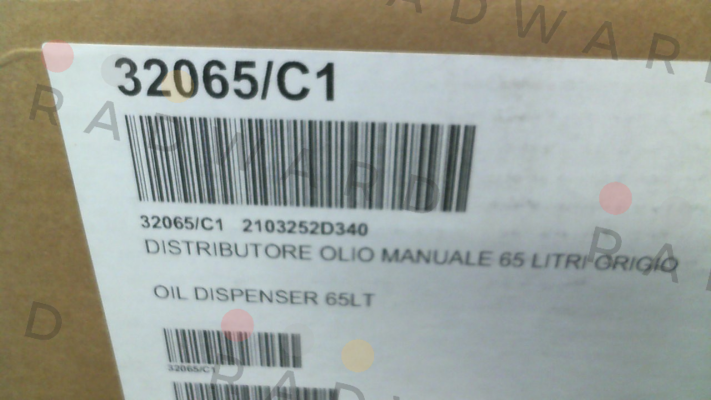 32065/C1
32065/C1 2103252D340
DISTRIBUTORE OLIO MANUALE 65 LITRI GRIGIO
OIL DISPENSER 65LT
32065/C1